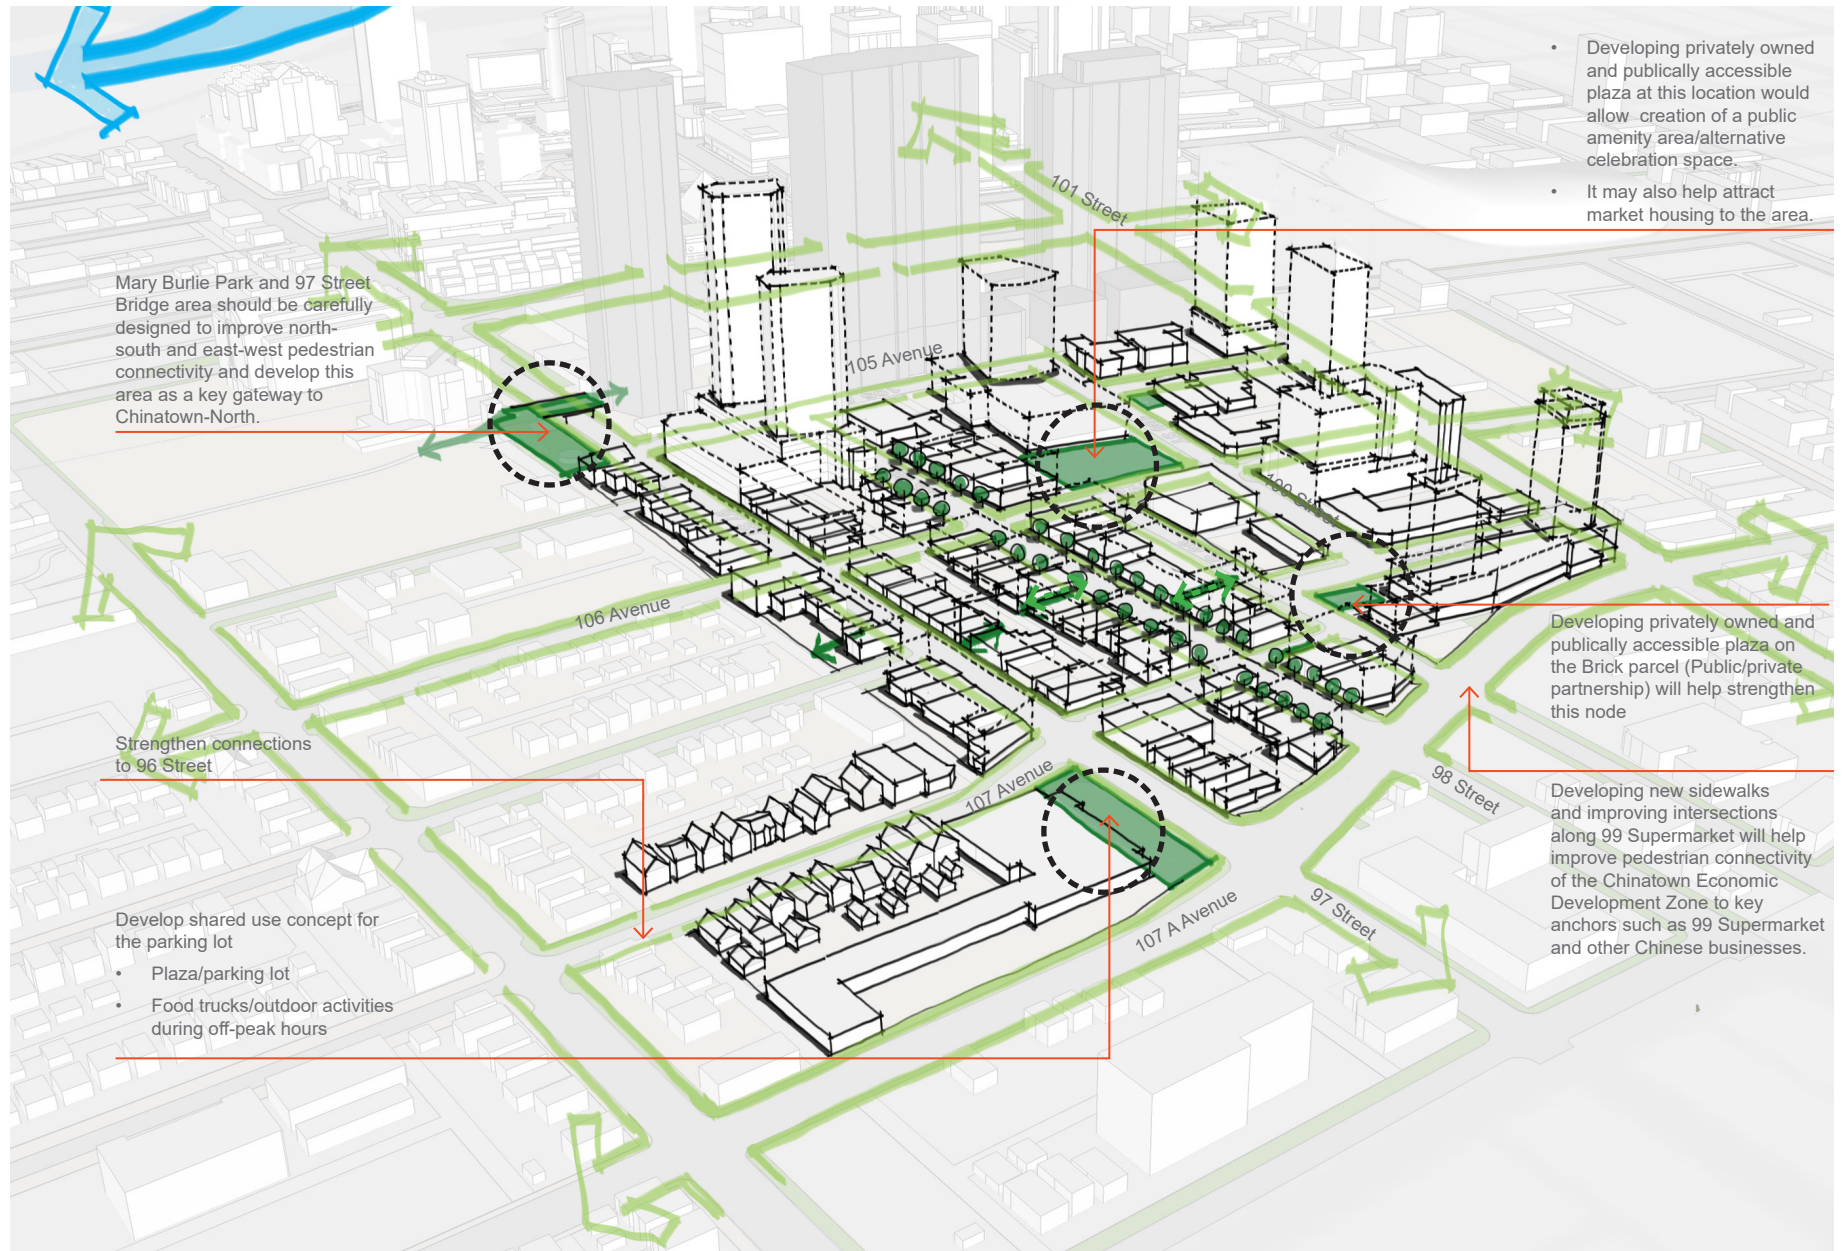 • Developing privately owned
and publically accessible
plaza at this location would
allow creation of a public
amenity area/alternative
celebration space.
• It may also help attract
market housing to the area.
101 Street
Mary Burlie Park and 97 Street
Bridge area should be carefully
designed to improve north-
south and east-west pedestrian
connectivity and develop this
area as a key gateway to
Chinatown-North.
105 Avenue
100 Street
106 Avenue
Developing privately owned and
publically accessible plaza on
the Brick parcel (Public/private
partnership) will help strengthen
this node
Strengthen connections
to 96 Street
107 Avenue
98 Street
Developing new sidewalks
and improving intersections
along 99 Supermarket will help
improve pedestrian connectivity
of the Chinatown Economic
Development Zone to key
anchors such as 99 Supermarket
and other Chinese businesses.
97 Street
107 A Avenue
Develop shared use concept for
the parking lot
• Plaza/parking lot
• Food trucks/outdoor activities
during off-peak hours